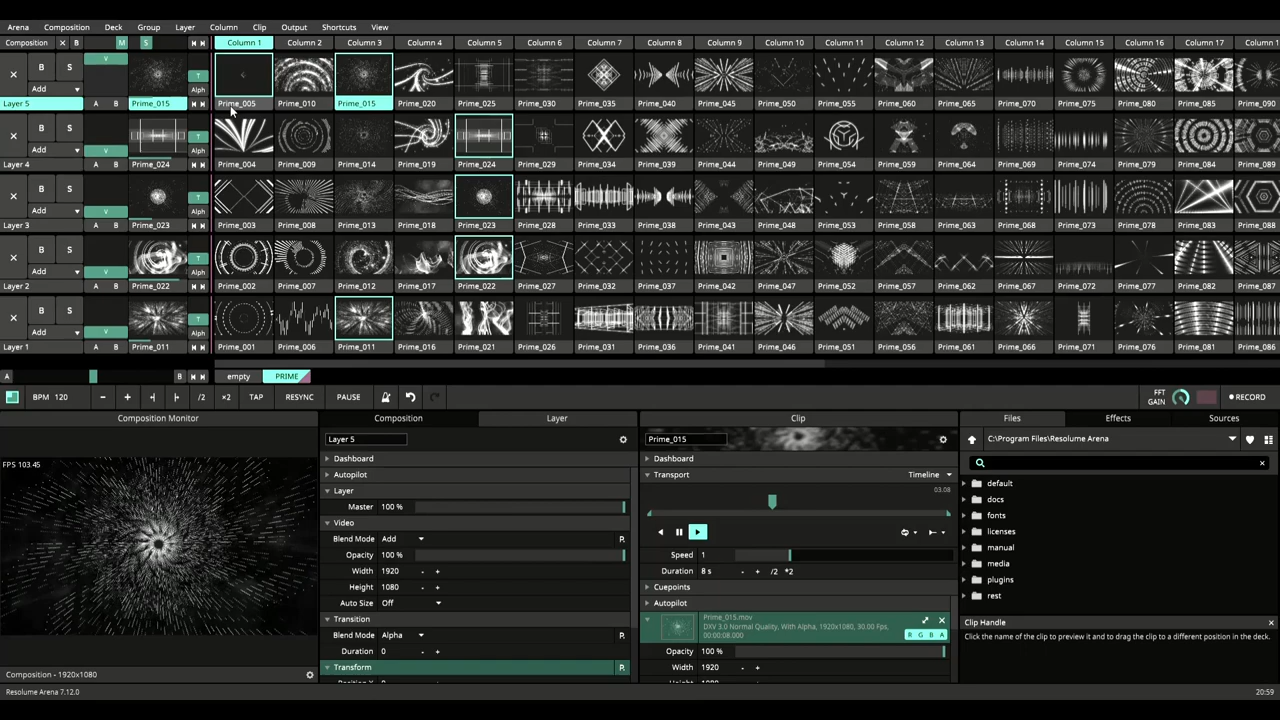 Arena Composition Deck Group Layer Column Clip Output Shortcuts View
Composition × B M S Column 1 Column 2 Column 3 Column 4 Column 5 Column 6 Column 7 Column 8 Column 9 Column 10 Column 11 Column 12 Column 13 Column 14 Column 15 Column 16 Column 17 Column 1
B S V T
Add Alph
Layer 5 A B Prime_015 Prime_005 Prime_010 Prime_015 Prime_020 Prime_025 Prime_030 Prime_035 Prime_040 Prime_045 Prime_050 Prime_055 Prime_060 Prime_065 Prime_070 Prime_075 Prime_080 Prime_085 Prime_090
B S T
Add V Alph
Layer 4 A B Prime_024 Prime_004 Prime_009 Prime_014 Prime_019 Prime_024 Prime_029 Prime_034 Prime_039 Prime_044 Prime_049 Prime_054 Prime_059 Prime_064 Prime_069 Prime_074 Prime_079 Prime_084 Prime_089
B S T
Add V Alph
Layer 3 A B Prime_023 Prime_003 Prime_008 Prime_013 Prime_018 Prime_023 Prime_028 Prime_033 Prime_038 Prime_043 Prime_048 Prime_053 Prime_058 Prime_063 Prime_068 Prime_073 Prime_078 Prime_083 Prime_088
B S T
Add V Alph
Layer 2 A B Prime_022 Prime_002 Prime_007 Prime_012 Prime_017 Prime_022 Prime_027 Prime_032 Prime_037 Prime_042 Prime_047 Prime_052 Prime_057 Prime_062 Prime_067 Prime_072 Prime_077 Prime_082 Prime_087
B S T
Add V Alph
Layer 1 A B Prime_011 Prime_001 Prime_006 Prime_011 Prime_016 Prime_021 Prime_026 Prime_031 Prime_036 Prime_041 Prime_046 Prime_051 Prime_056 Prime_061 Prime_066 Prime_071 Prime_076 Prime_081 Prime_086
A B empty PRIME
BPM 120 - + /2 ×2 TAP RESYNC PAUSE FFT GAIN RECORD
Composition Monitor Composition Layer Clip Files Effects Sources
FPS 103.45
Composition - 1920x1080
Layer 5
Dashboard
Autopilot
Layer
Master 100 %
Video
Blend Mode Add P.
Opacity 100 %
Width 1920 - +
Height 1080 - +
Auto Size Off
Transition
Blend Mode Alpha P.
Duration 0 - +
Transform P.
Prime_015
Dashboard
Transport Timeline
03.08
Speed 1
Duration 8 s - + /2 *2
Cuepoints
Autopilot
Prime_015.mov
DXV 3.0 Normal Quality, With Alpha, 1920x1080, 30.00 Fps,
00:00:08.000 R G B A
Opacity 100 %
Width 1920 - +
C:\Program Files\Resolume Arena
default
docs
fonts
licenses
manual
media
plugins
rest
Clip Handle
Click the name of the clip to preview it and to drag the clip to a different position in the deck.
Resolume Arena 7.12.0 20:59